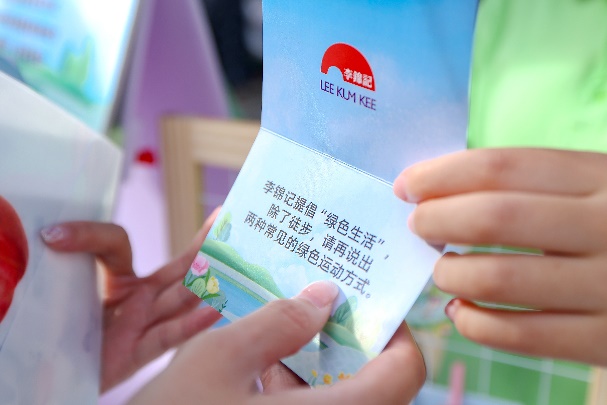 李錦記
LEE KUM KEE
李锦记提倡“绿色生活”，
除了徒步，请再说出
两种常见的绿色运动方式。